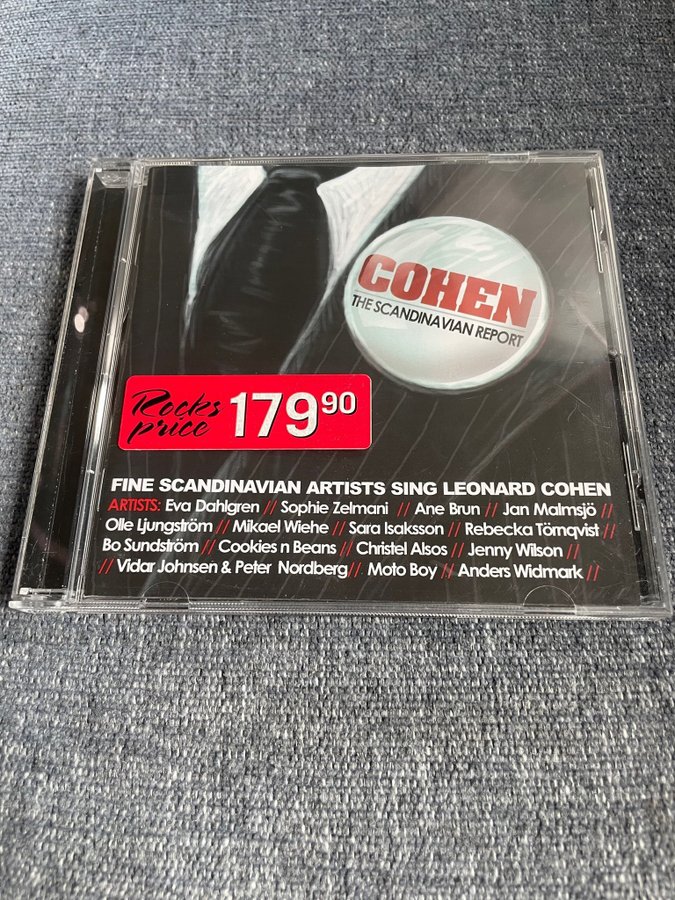 COHEN
THE SCANDINAVIAN REPORT
Rocks
price
179 90
FINE SCANDINAVIAN ARTISTS SING LEONARD COHEN
ARTISTS: Eva Dahlgren // Sophie Zelmani // Ane Brun // Jan Malmsjö //
Olle Ljungström // Mikael Wiehe // Sara Isaksson // Rebecka Törnqvist //
Bo Sundström // Cookies n Beans // Christel Alsos // Jenny Wilson //
// Vidar Johnsen & Peter Nordberg // Moto Boy // Anders Widmark //